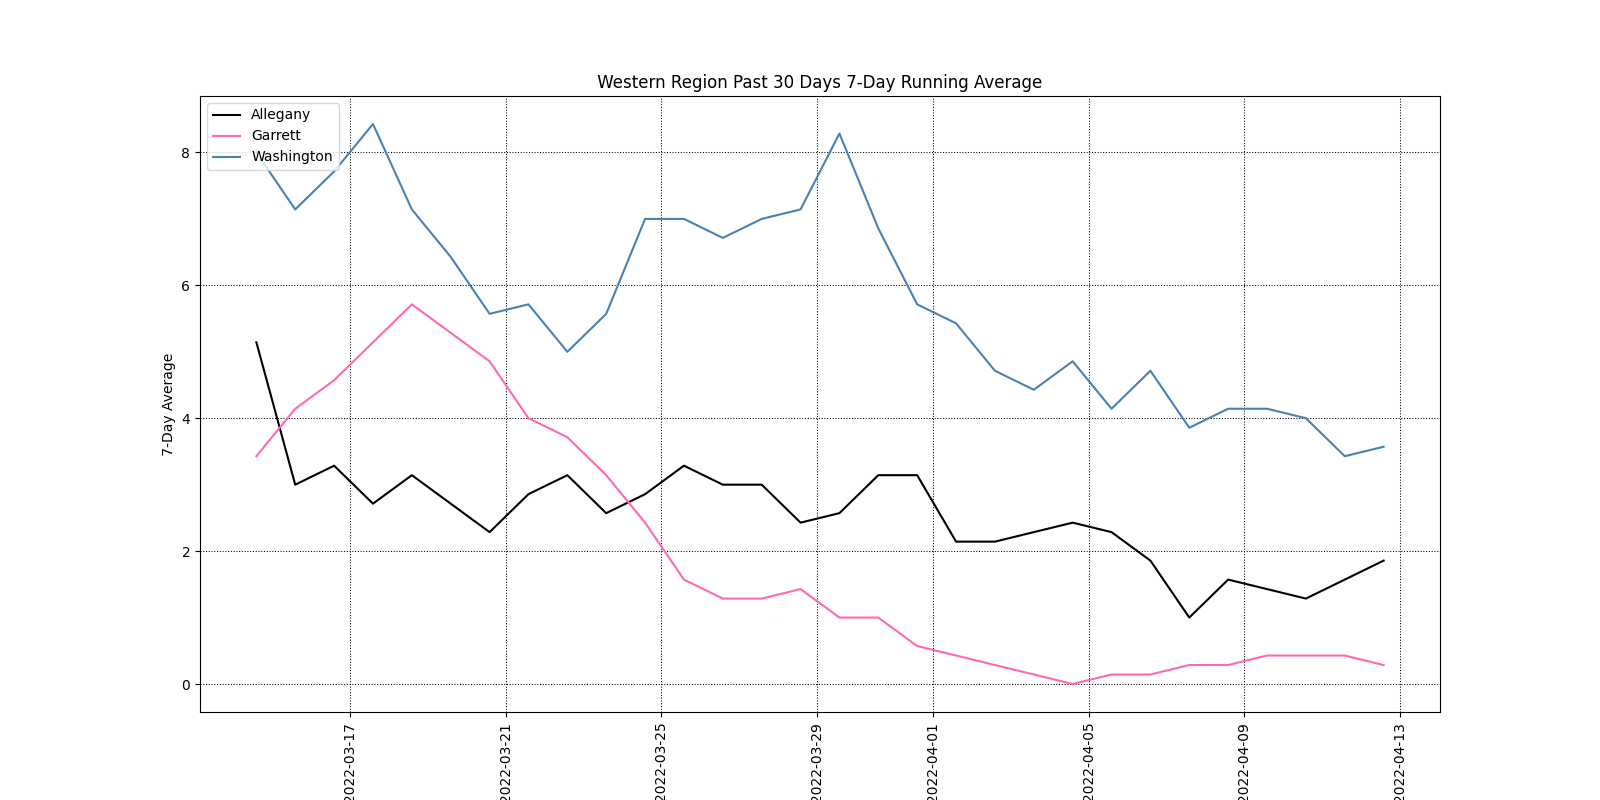 Western Region Past 30 Days 7-Day Running Average
Allegany
Garrett
Washington
7-Day Average
8
6
4
2
0
2022-03-17
2022-03-21
2022-03-25
2022-03-29
2022-04-01
2022-04-05
2022-04-09
2022-04-13